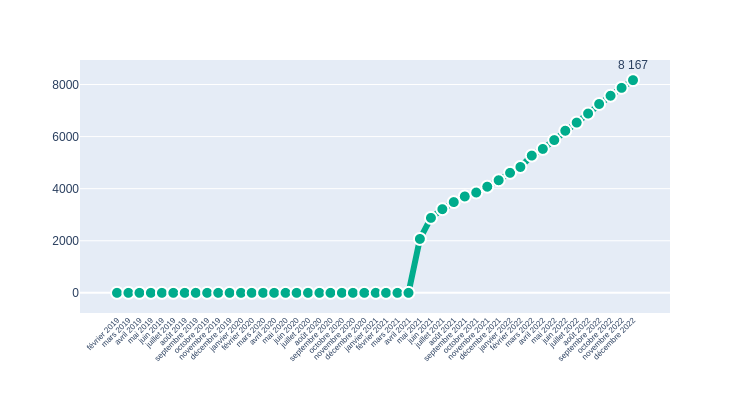 8 167
8000
6000
4000
2000
0
février 2019
mars 2019
avril 2019
mai 2019
juin 2019
juillet 2019
août 2019
septembre 2019
octobre 2019
novembre 2019
décembre 2019
janvier 2020
février 2020
mars 2020
avril 2020
mai 2020
juin 2020
juillet 2020
août 2020
septembre 2020
octobre 2020
novembre 2020
décembre 2020
janvier 2021
février 2021
mars 2021
avril 2021
mai 2021
juin 2021
juillet 2021
août 2021
septembre 2021
octobre 2021
novembre 2021
décembre 2021
janvier 2022
février 2022
mars 2022
avril 2022
mai 2022
juin 2022
juillet 2022
août 2022
septembre 2022
octobre 2022
novembre 2022
décembre 2022